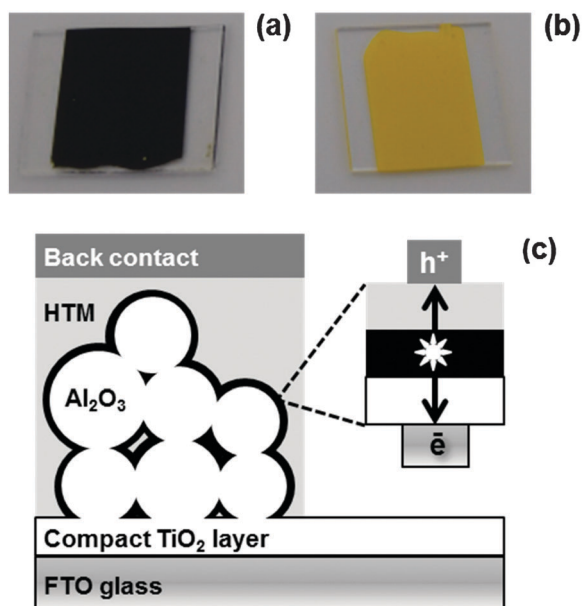 (a)
(b)
(c)
Back contact
HTM
Al₂O₃
h⁺
ē
Compact TiO₂ layer
FTO glass